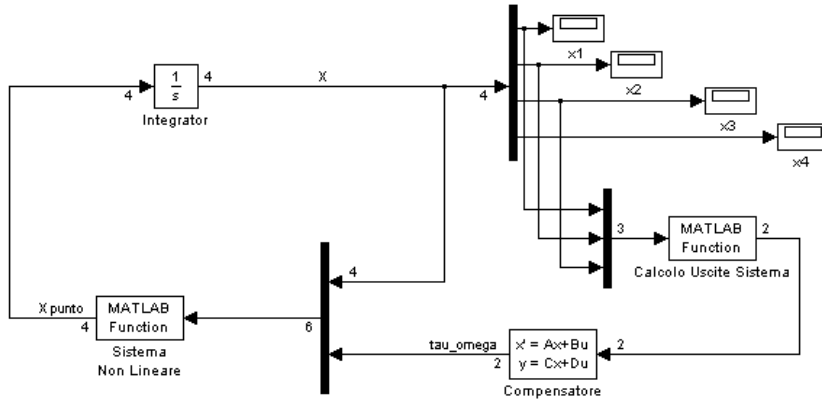 x1
x2
x3
x4
4
1
s
4
X
4
Integrator
3
MATLAB
Function
2
Calcolo Uscite Sistema
4
X punto
4
MATLAB
Function
6
Sistema
Non Lineare
tau_omega
2
x' = Ax+Bu
y = Cx+Du
2
Compensatore